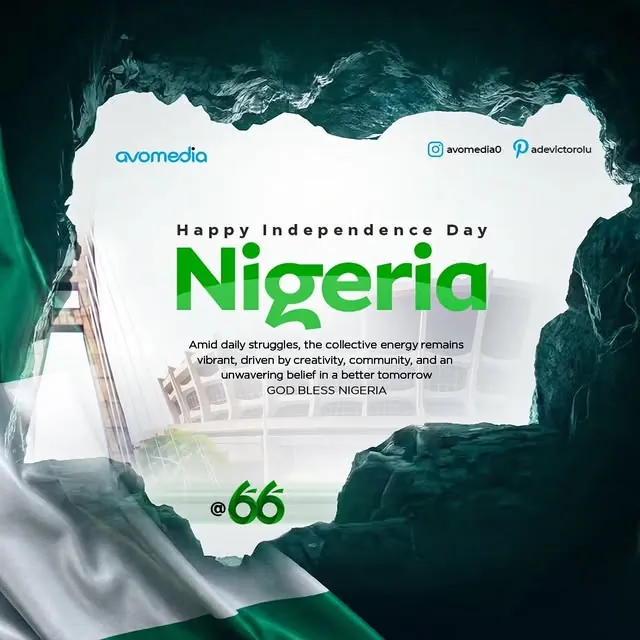 avomedia
avomedia0 adevictorolu
Happy Independence Day
Nigeria
Amid daily struggles, the collective energy remains
vibrant, driven by creativity, community, and an
unwavering belief in a better tomorrow
GOD BLESS NIGERIA
@66